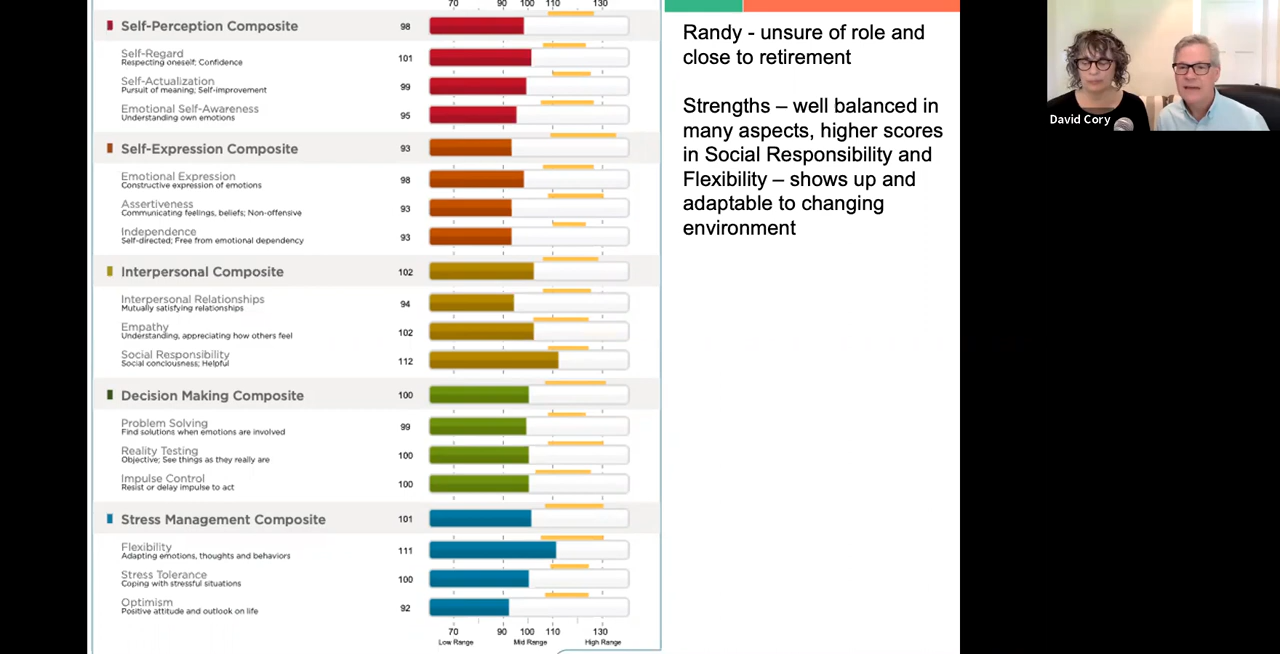 70 90 100 110 130
Self-Perception Composite 98
Self-Regard 101
Respecting oneself; Confidence
Self-Actualization 99
Pursuit of meaning; Self-improvement
Emotional Self-Awareness 95
Understanding own emotions
Self-Expression Composite 93
Emotional Expression 98
Constructive expression of emotions
Assertiveness 93
Communicating feelings, beliefs; Non-offensive
Independence 93
Self-directed; Free from emotional dependency
Interpersonal Composite 102
Interpersonal Relationships 94
Mutually satisfying relationships
Empathy 102
Understanding, appreciating how others feel
Social Responsibility 112
Social conciousness; Helpful
Decision Making Composite 100
Problem Solving 99
Find solutions when emotions are involved
Reality Testing 100
Objective; See things as they really are
Impulse Control 100
Resist or delay impulse to act
Stress Management Composite 101
Flexibility 111
Adapting emotions, thoughts and behaviors
Stress Tolerance 100
Coping with stressful situations
Optimism 92
Positive attitude and outlook on life
70 90 100 110 130
Low Range Mid Range High Range
Randy - unsure of role and
close to retirement
Strengths – well balanced in
many aspects, higher scores
in Social Responsibility and
Flexibility – shows up and
adaptable to changing
environment
David Cory